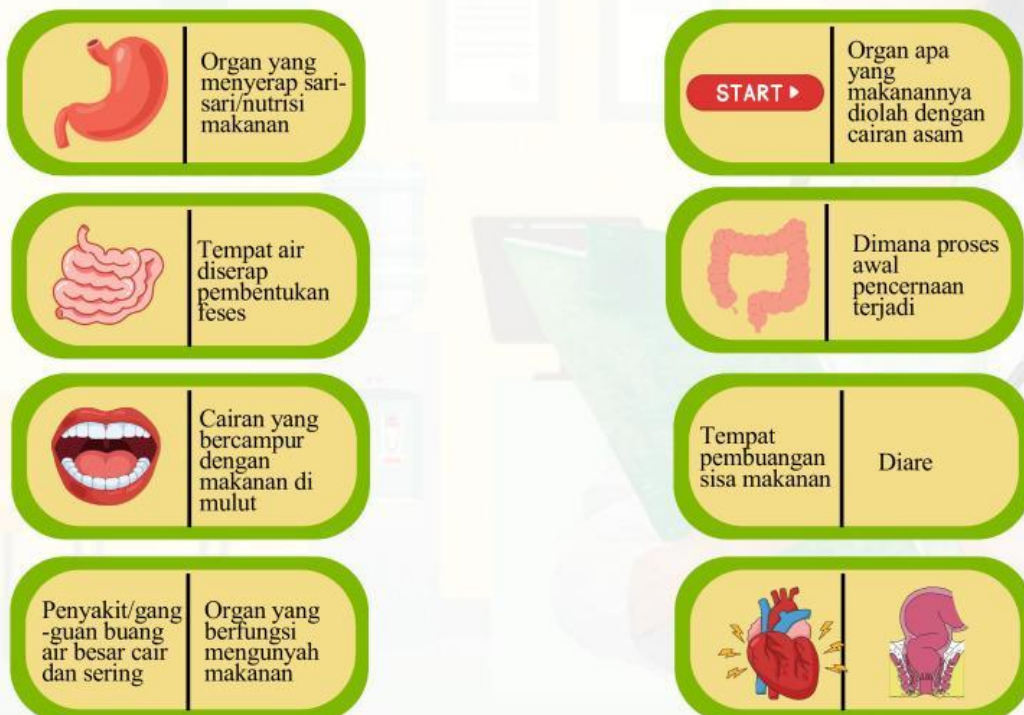 Organ yang
menyerap sari-
sari/nutrisi
makanan
START
Organ apa
yang
makanannya
diolah dengan
cairan asam
Tempat air
diserap
pembentukan
feses
Dimana proses
awal
pencernaan
terjadi
Cairan yang
bercampur
dengan
makanan di
mulut
Tempat
pembuangan
sisa makanan
Diare
Penyakit/gang
-guan buang
air besar cair
dan sering
Organ yang
berfungsi
mengunyah
makanan